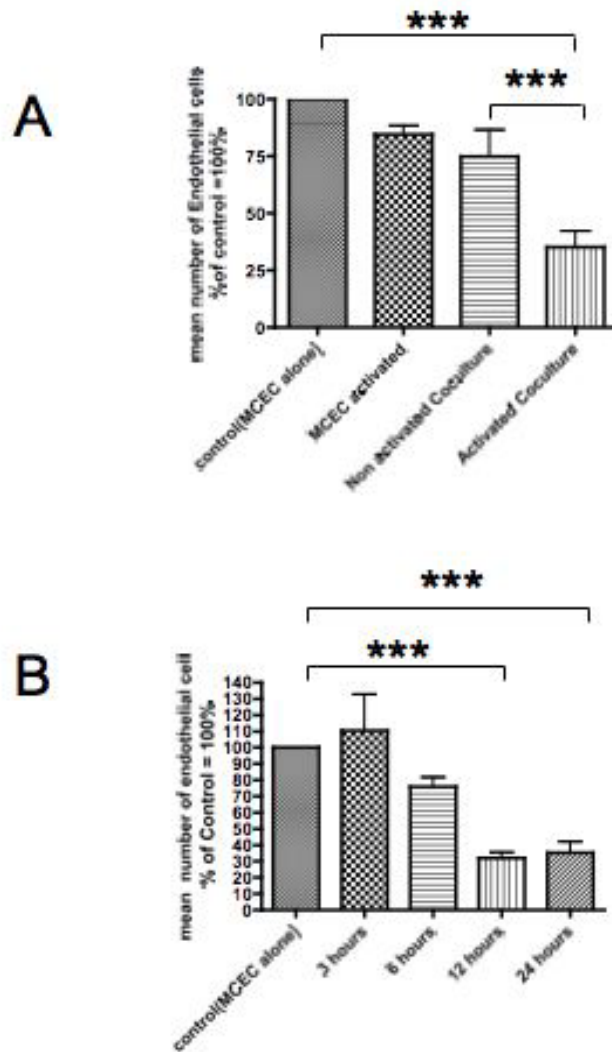 A
***
***
mean number of Endothelial cells
% of control =100%
100
75
50
25
0
control(MCEC alone)
MCEC activated
Non activated Coculture
Activated Coculture
B
***
***
mean number of endothelial cell
% of Control = 100%
140
130
120
110
100
90
80
70
60
50
40
30
20
10
0
control(MCEC alone)
3 hours
6 hours
12 hours
24 hours